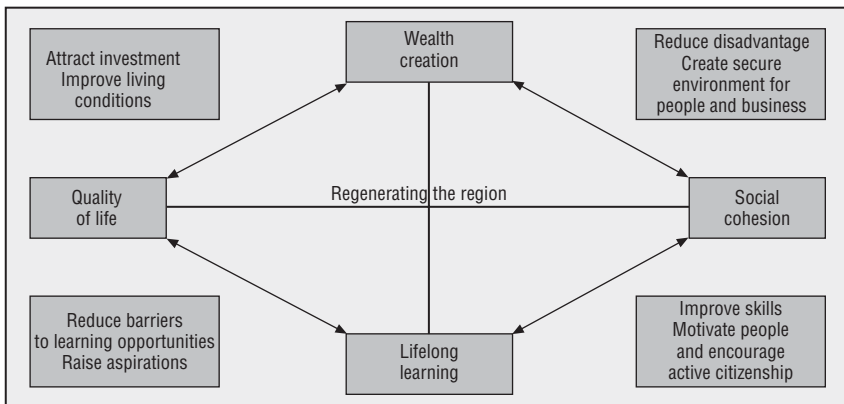 Attract investment
Improve living
conditions
Wealth
creation
Reduce disadvantage
Create secure
environment for
people and business
Quality
of life
Regenerating the region
Social
cohesion
Reduce barriers
to learning opportunities
Raise aspirations
Lifelong
learning
Improve skills
Motivate people
and encourage
active citizenship